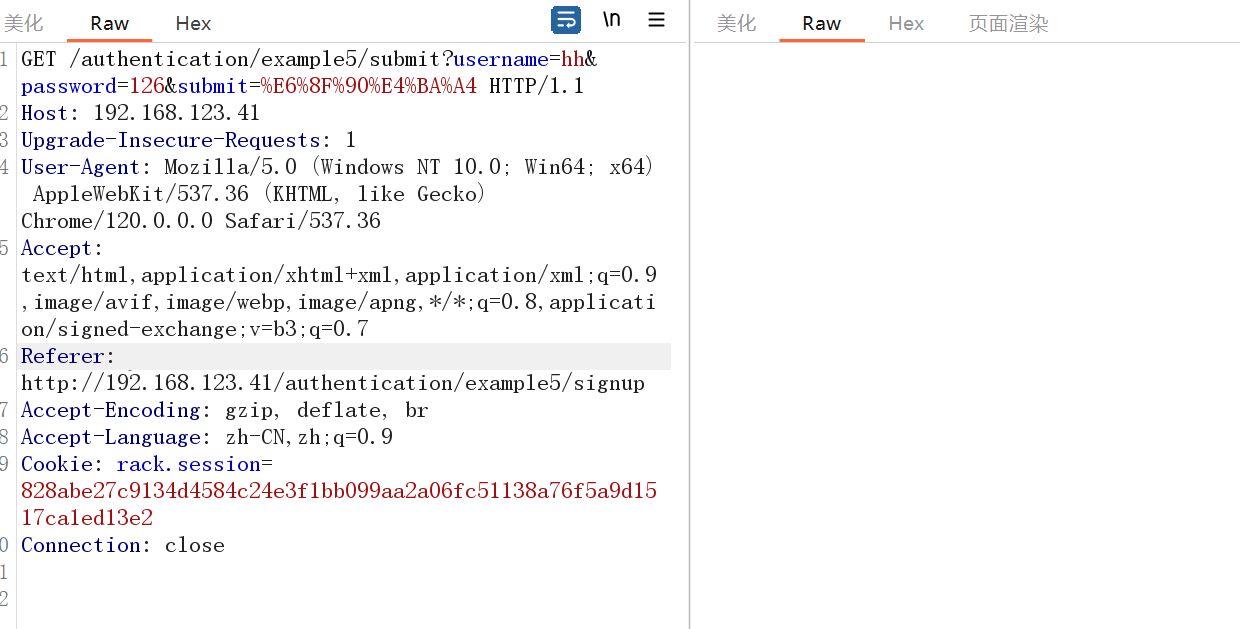 美化 Raw Hex \n
美化 Raw Hex 页面渲染
1 GET /authentication/example5/submit?username=hh&
password=126&submit=%E6%8F%90%E4%BA%A4 HTTP/1.1
2 Host: 192.168.123.41
3 Upgrade-Insecure-Requests: 1
4 User-Agent: Mozilla/5.0 (Windows NT 10.0; Win64; x64)
AppleWebKit/537.36 (KHTML, like Gecko)
Chrome/120.0.0.0 Safari/537.36
5 Accept:
text/html,application/xhtml+xml,application/xml;q=0.9
,image/avif,image/webp,image/apng,*/*;q=0.8,applicati
on/signed-exchange;v=b3;q=0.7
6 Referer:
http://192.168.123.41/authentication/example5/signup
7 Accept-Encoding: gzip, deflate, br
8 Accept-Language: zh-CN,zh;q=0.9
9 Cookie: rack.session=
828abe27c9134d4584c24e3f1bb099aa2a06fc51138a76f5a9d15
17ca1ed13e2
0 Connection: close
1
2